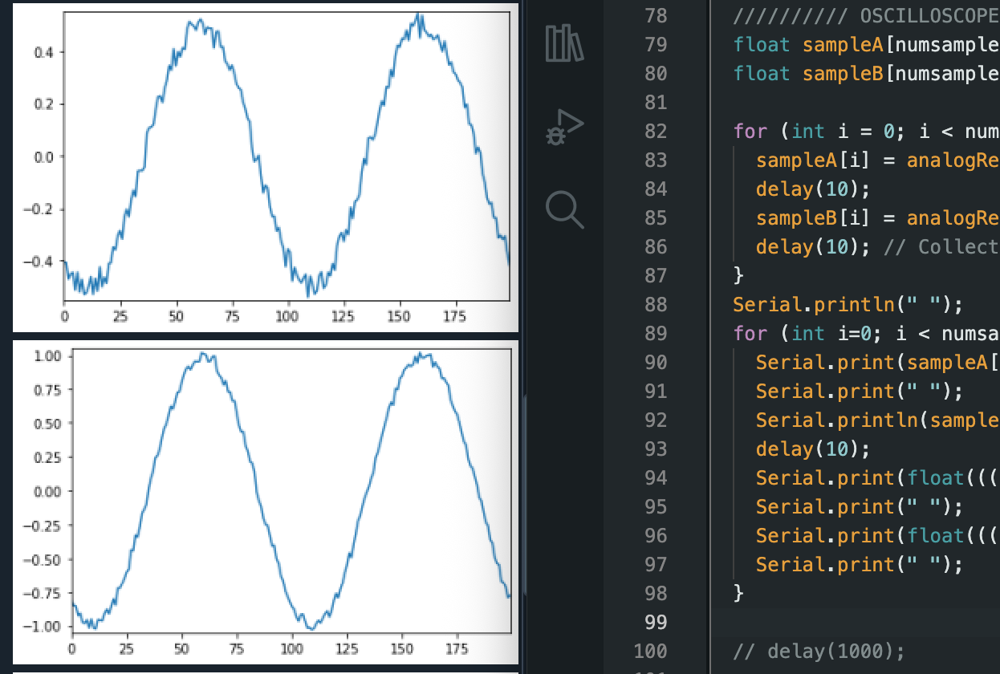 0.4
0.2
0.0
−0.2
−0.4
0 25 50 75 100 125 150 175
1.00
0.75
0.50
0.25
0.00
−0.25
−0.50
−0.75
−1.00
0 25 50 75 100 125 150 175
78 ////////// OSCILLOSCOPE
79 float sampleA[numsample
80 float sampleB[numsample
81
82 for (int i = 0; i < num
83 sampleA[i] = analogRe
84 delay(10);
85 sampleB[i] = analogRe
86 delay(10); // Collect
87 }
88 Serial.println(" ");
89 for (int i=0; i < numsa
90 Serial.print(sampleA[
91 Serial.print(" ");
92 Serial.println(sample
93 delay(10);
94 Serial.print(float(((
95 Serial.print(" ");
96 Serial.print(float(((
97 Serial.print(" ");
98 }
99
100 // delay(1000);